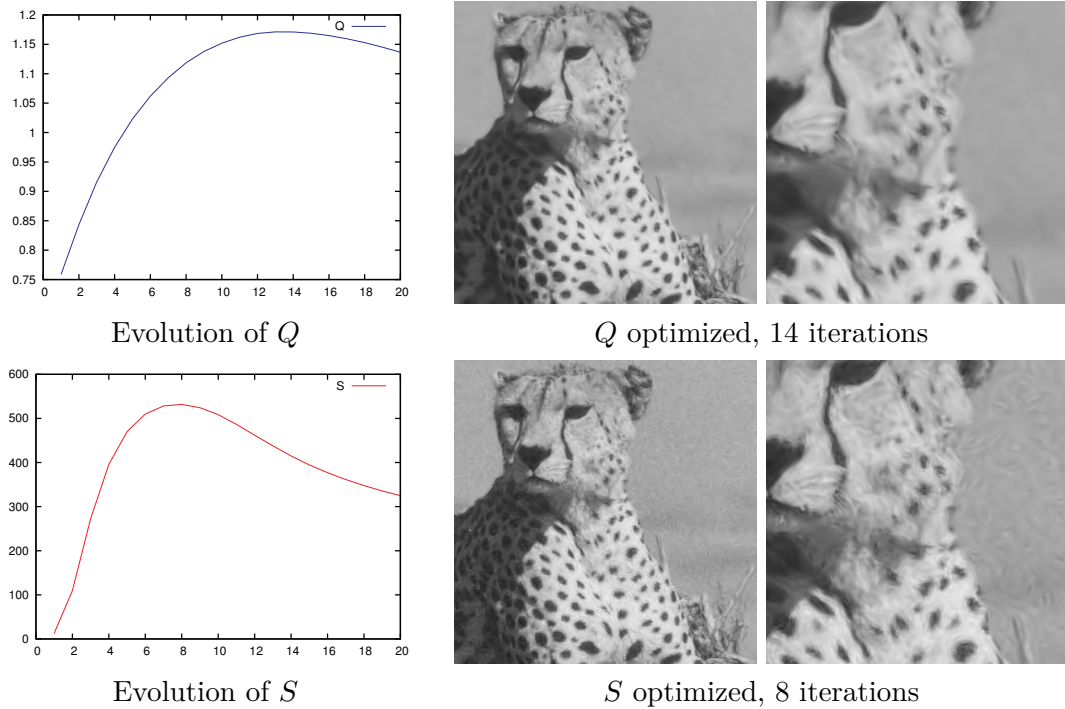 1.2
1.15
1.1
1.05
1
0.95
0.9
0.85
0.8
0.75
Q
0 2 4 6 8 10 12 14 16 18 20
Evolution of Q
Q optimized, 14 iterations
600
500
400
300
200
100
0
S
0 2 4 6 8 10 12 14 16 18 20
Evolution of S
S optimized, 8 iterations